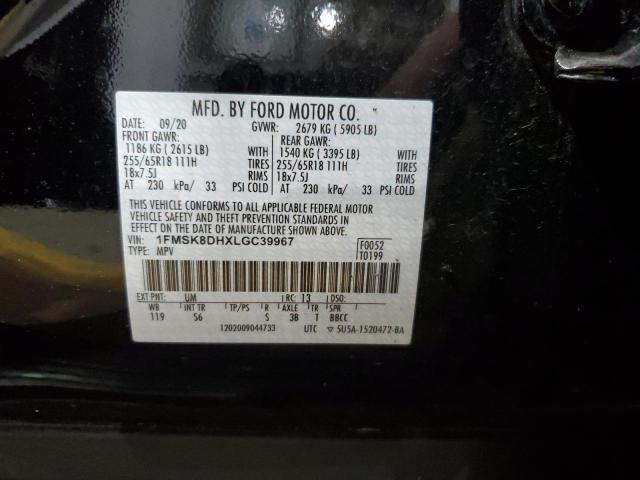 MFD. BY FORD MOTOR CO.
DATE: 09/20 GVWR: 2679 KG ( 5905 LB)
FRONT GAWR: REAR GAWR:
1186 KG ( 2615 LB) WITH 1540 KG ( 3395 LB) WITH
255/65R18 111H TIRES 255/65R18 111H TIRES
18x7.5J RIMS 18x7.5J RIMS
AT 230 kPa/ 33 PSI COLD AT 230 kPa/ 33 PSI COLD
THIS VEHICLE CONFORMS TO ALL APPLICABLE FEDERAL MOTOR
VEHICLE SAFETY AND THEFT PREVENTION STANDARDS IN
EFFECT ON THE DATE OF MANUFACTURE SHOWN ABOVE.
VIN: 1FMSK8DHXLGC39967 F0052
TYPE: MPV T0199
EXT PNT: UM RC: 13 DSO:
WB INT TR TP/PS R AXLE TR SPR
119 S6 S 3B T BBCC
1202009044733 UTC ▽ 5U5A-1520472-BA